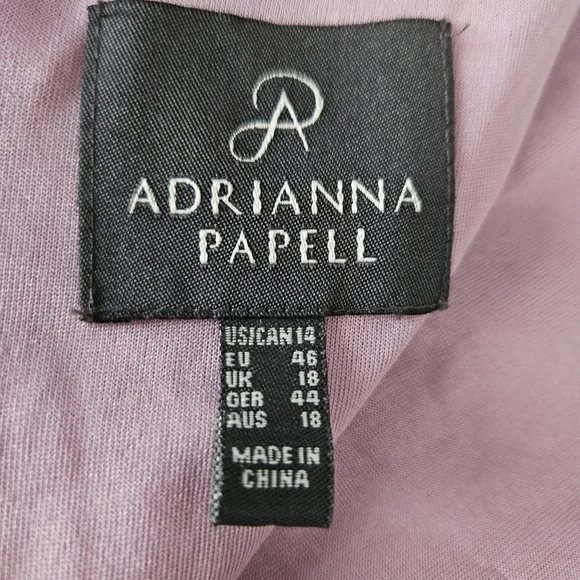 ADRIANNA
PAPELL
US/CAN 14
EU 46
UK 18
GER 44
AUS 18
MADE IN
CHINA